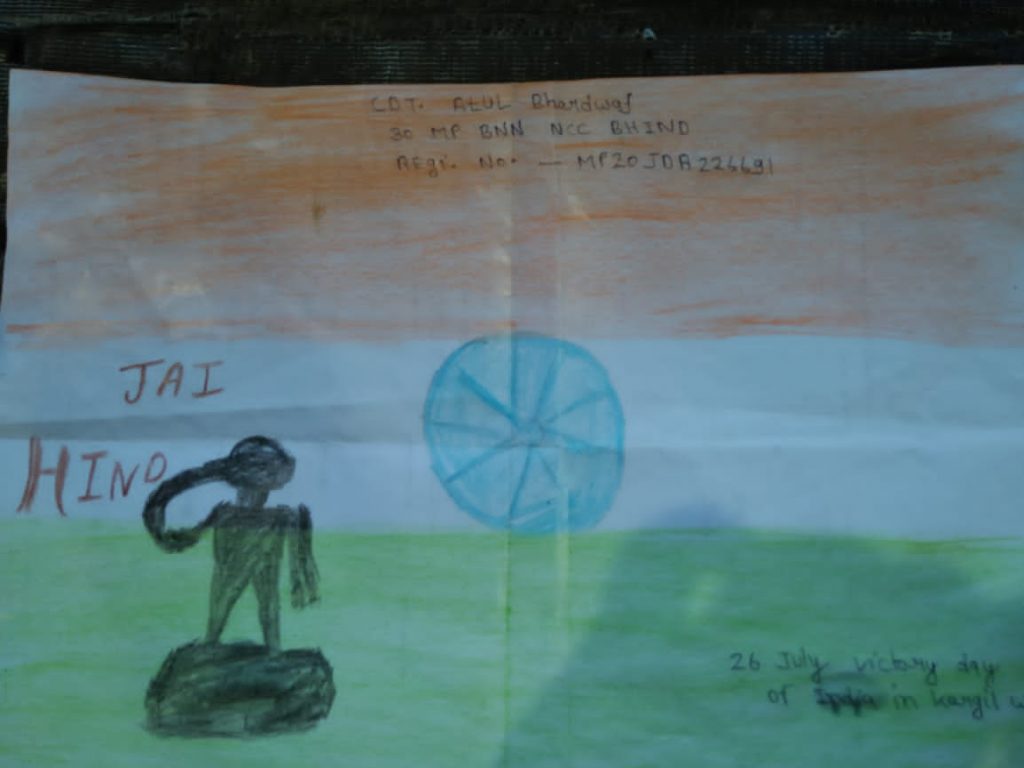 CDT. ATUL Bhardwaj
30 MP BNN NCC BHIND
REgi. No. — MP20JDA224691
JAI
HIND
26 July victory day
of India in kargil